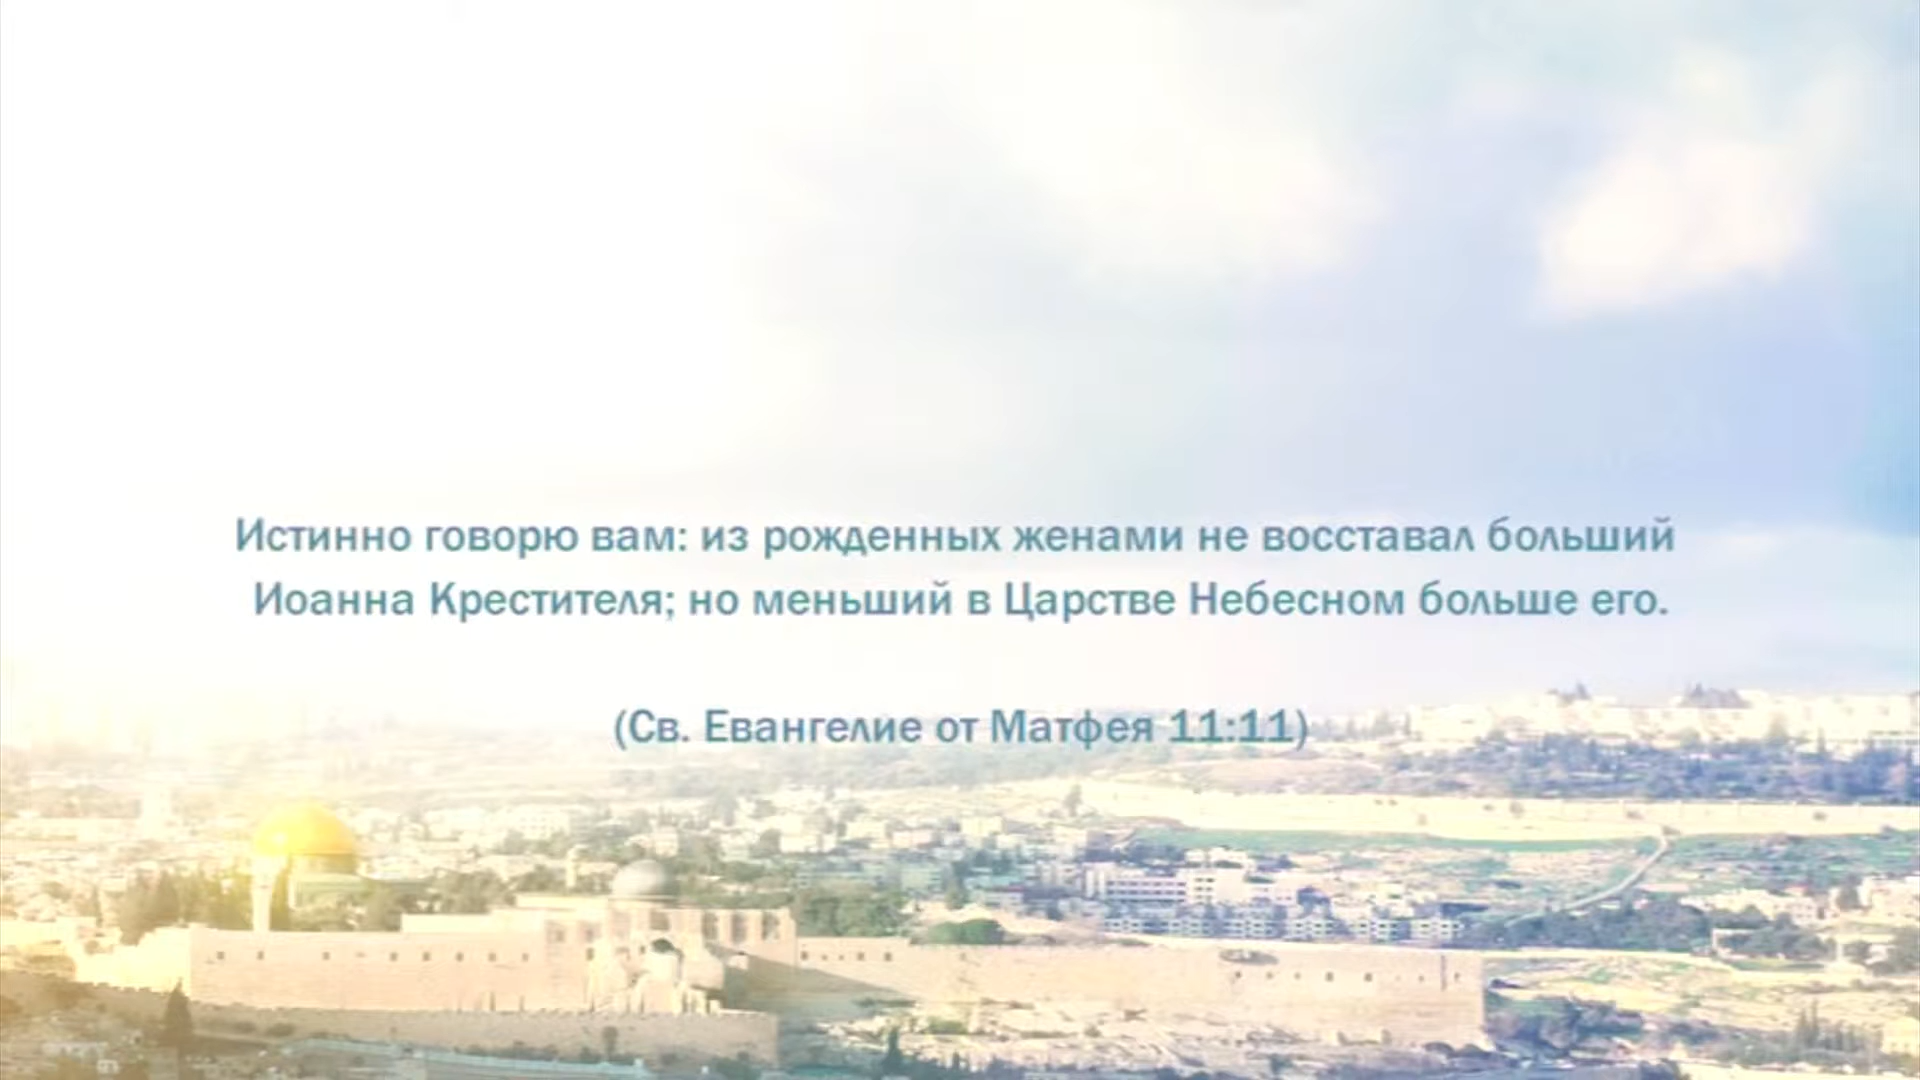 Истинно говорю вам: из рожденных женами не восставал больший
Иоанна Крестителя; но меньший в Царстве Небесном больше его.
(Св. Евангелие от Матфея 11:11)